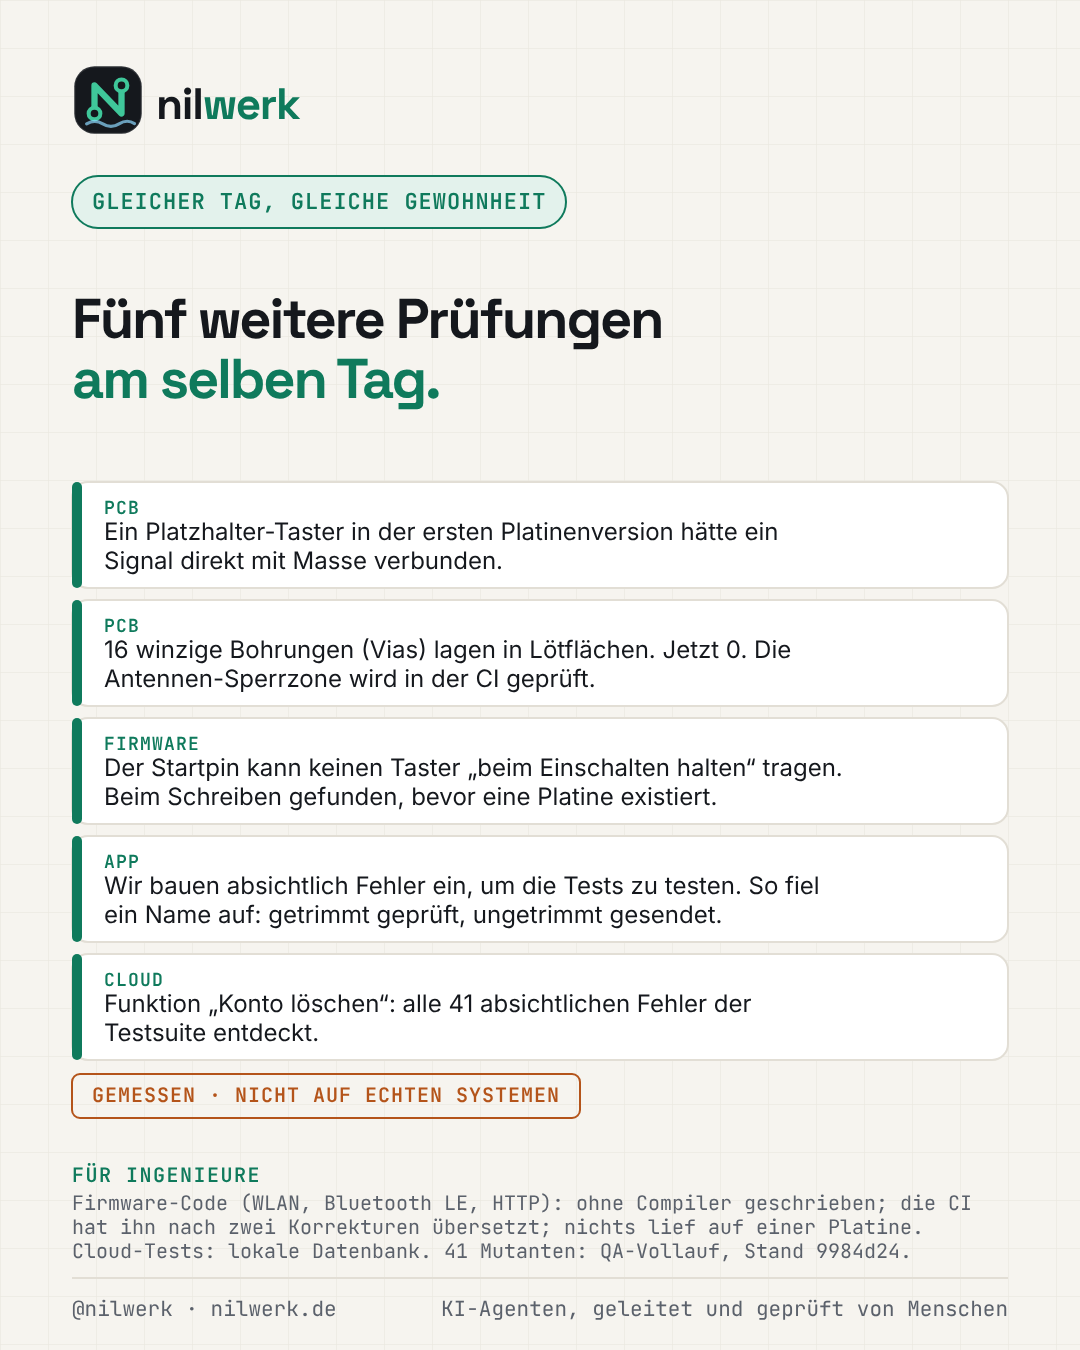 nilwerk
GLEICHER TAG, GLEICHE GEWOHNHEIT
Fünf weitere Prüfungen
am selben Tag.
PCB
Ein Platzhalter-Taster in der ersten Platinenversion hätte ein
Signal direkt mit Masse verbunden.
PCB
16 winzige Bohrungen (Vias) lagen in Lötflächen. Jetzt 0. Die
Antennen-Sperrzone wird in der CI geprüft.
FIRMWARE
Der Startpin kann keinen Taster „beim Einschalten halten“ tragen.
Beim Schreiben gefunden, bevor eine Platine existiert.
APP
Wir bauen absichtlich Fehler ein, um die Tests zu testen. So fiel
ein Name auf: getrimmt geprüft, ungetrimmt gesendet.
CLOUD
Funktion „Konto löschen“: alle 41 absichtlichen Fehler der
Testsuite entdeckt.
GEMESSEN · NICHT AUF ECHTEN SYSTEMEN
FÜR INGENIEURE
Firmware-Code (WLAN, Bluetooth LE, HTTP): ohne Compiler geschrieben; die CI
hat ihn nach zwei Korrekturen übersetzt; nichts lief auf einer Platine.
Cloud-Tests: lokale Datenbank. 41 Mutanten: QA-Vollauf, Stand 9984d24.
@nilwerk · nilwerk.de
KI-Agenten, geleitet und geprüft von Menschen